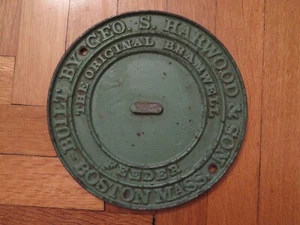 BUILT BY GEO. S. HARWOOD & SON
BOSTON MASS.
THE ORIGINAL BRAMWELL
FEEDER